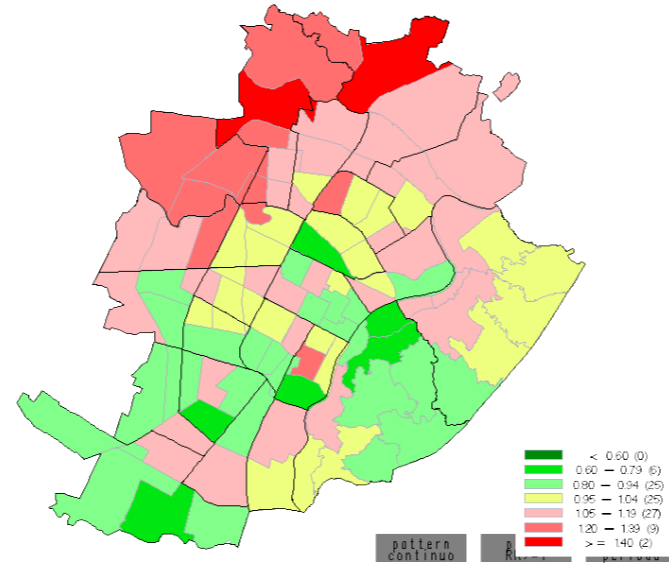 < 0.60 (0)
0.60 – 0.79 (6)
0.80 – 0.94 (25)
0.95 – 1.04 (25)
1.05 – 1.19 (27)
1.20 – 1.39 (9)
>= 1.40 (2)
pattern
continuo